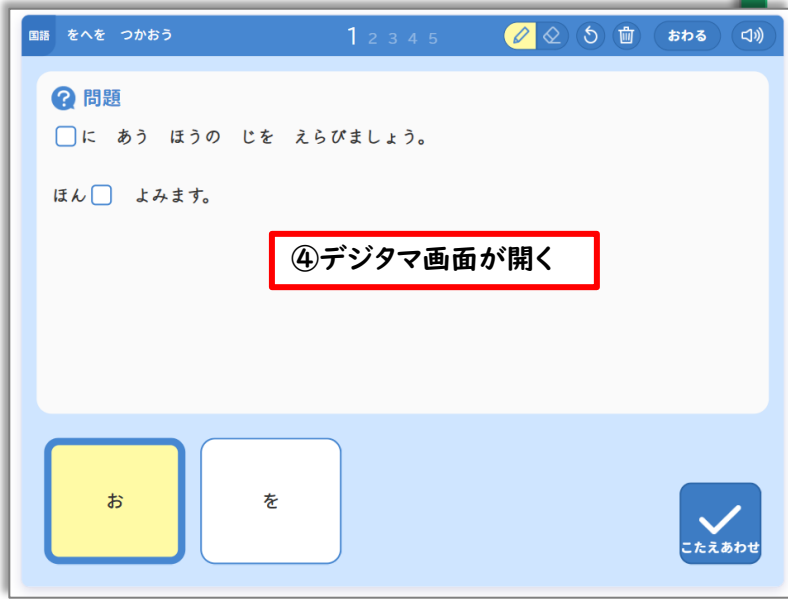 国語 をへを つかおう 1 2 3 4 5 おわる
? 問題
□に あう ほうの じを えらびましょう。
ほん□ よみます。
④デジタマ画面が開く
お を
こたえあわせ